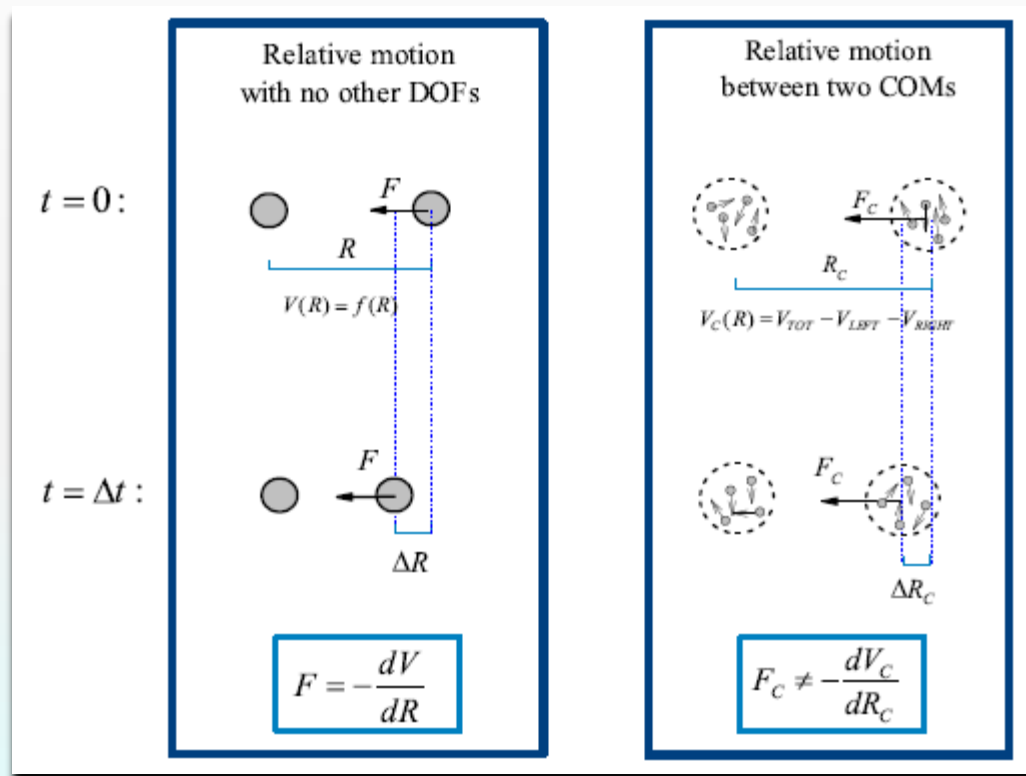 Relative motion
with no other DOFs
Relative motion
between two COMs
t = 0:
F
R
V(R) = f(R)
F_C
R_C
V_C(R) = V_TOT − V_LEFT − V_RIGHT
t = Δt:
F
ΔR
F_C
ΔR_C
F = −dV/dR
F_C ≠ −dV_C/dR_C